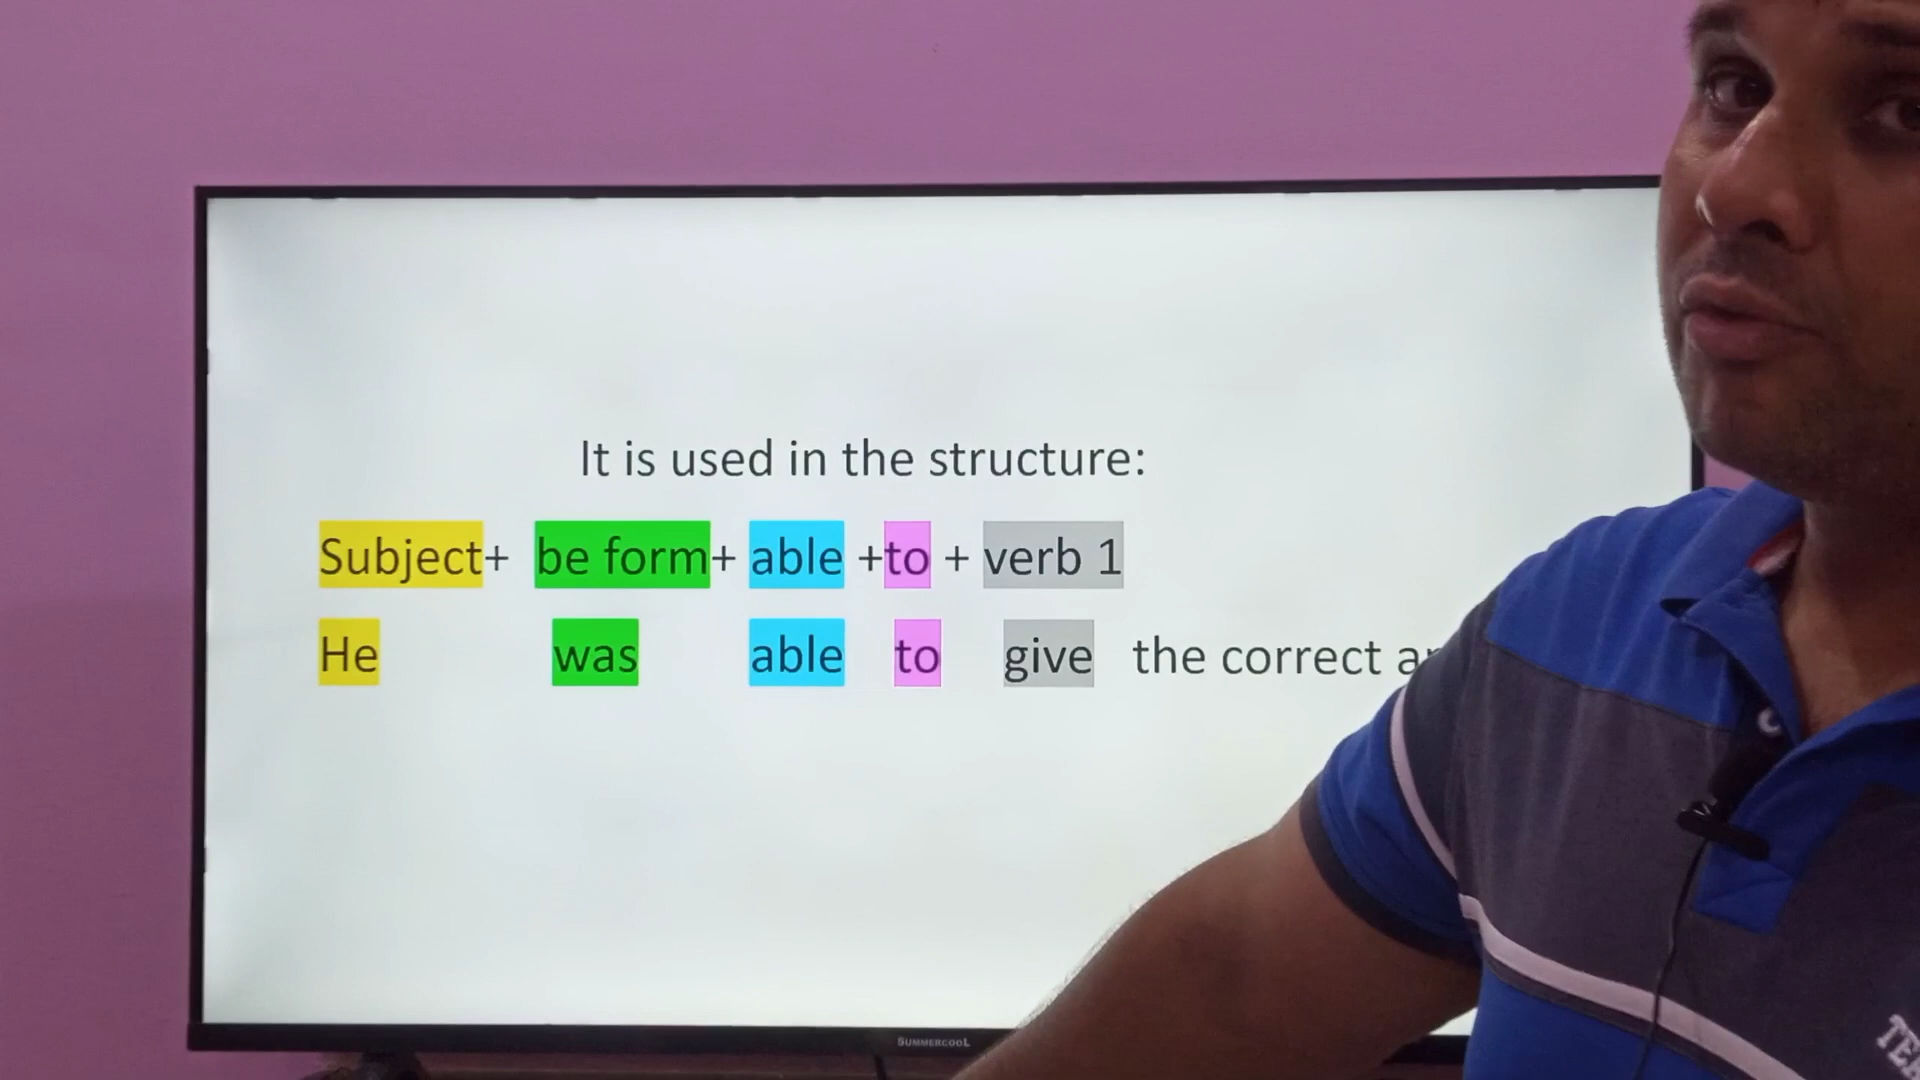 It is used in the structure:
Subject+ be form+ able +to + verb 1
He was able to give the correct
SUMMERCOOL